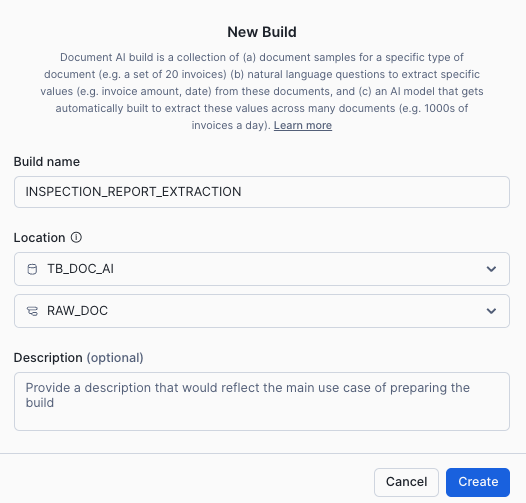 New Build
Document AI build is a collection of (a) document samples for a specific type of
document (e.g. a set of 20 invoices) (b) natural language questions to extract specific
values (e.g. invoice amount, date) from these documents, and (c) an AI model that gets
automatically built to extract these values across many documents (e.g. 1000s of
invoices a day). Learn more
Build name
INSPECTION_REPORT_EXTRACTION
Location
TB_DOC_AI
RAW_DOC
Description (optional)
Provide a description that would reflect the main use case of preparing the
build
Cancel Create